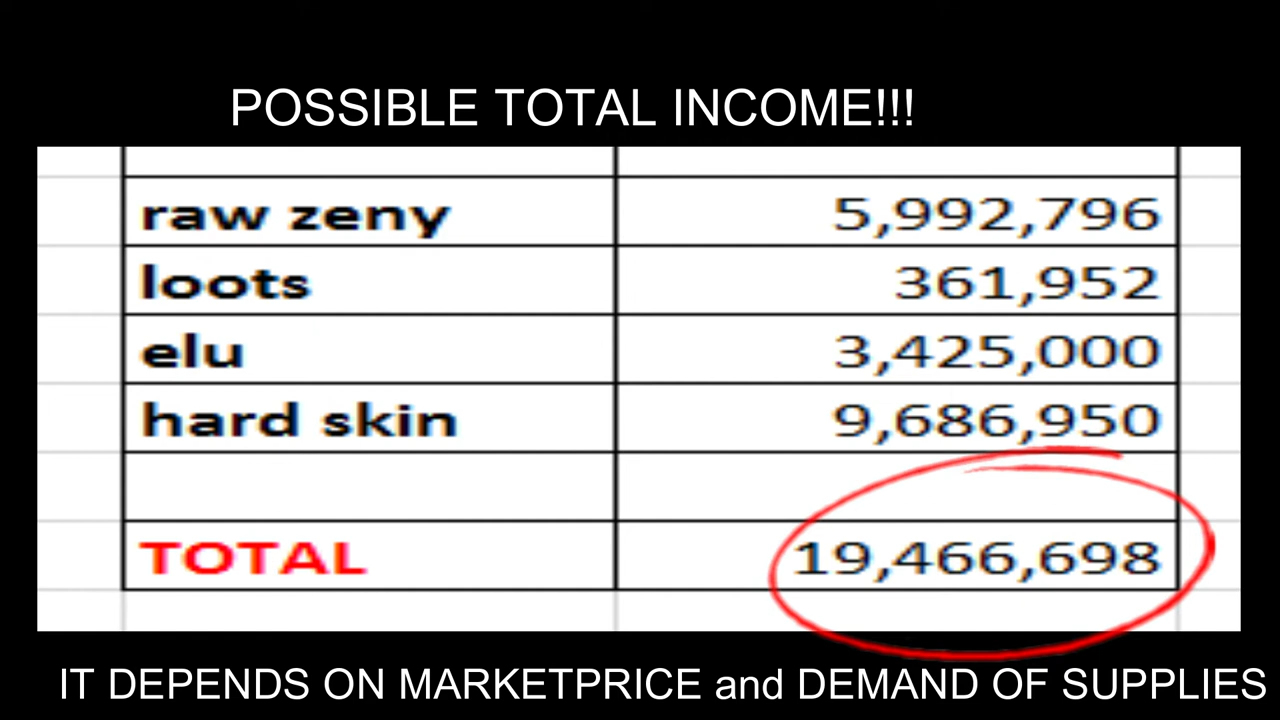 POSSIBLE TOTAL INCOME!!!
raw zeny 5,992,796
loots 361,952
elu 3,425,000
hard skin 9,686,950
TOTAL 19,466,698
IT DEPENDS ON MARKETPRICE and DEMAND OF SUPPLIES